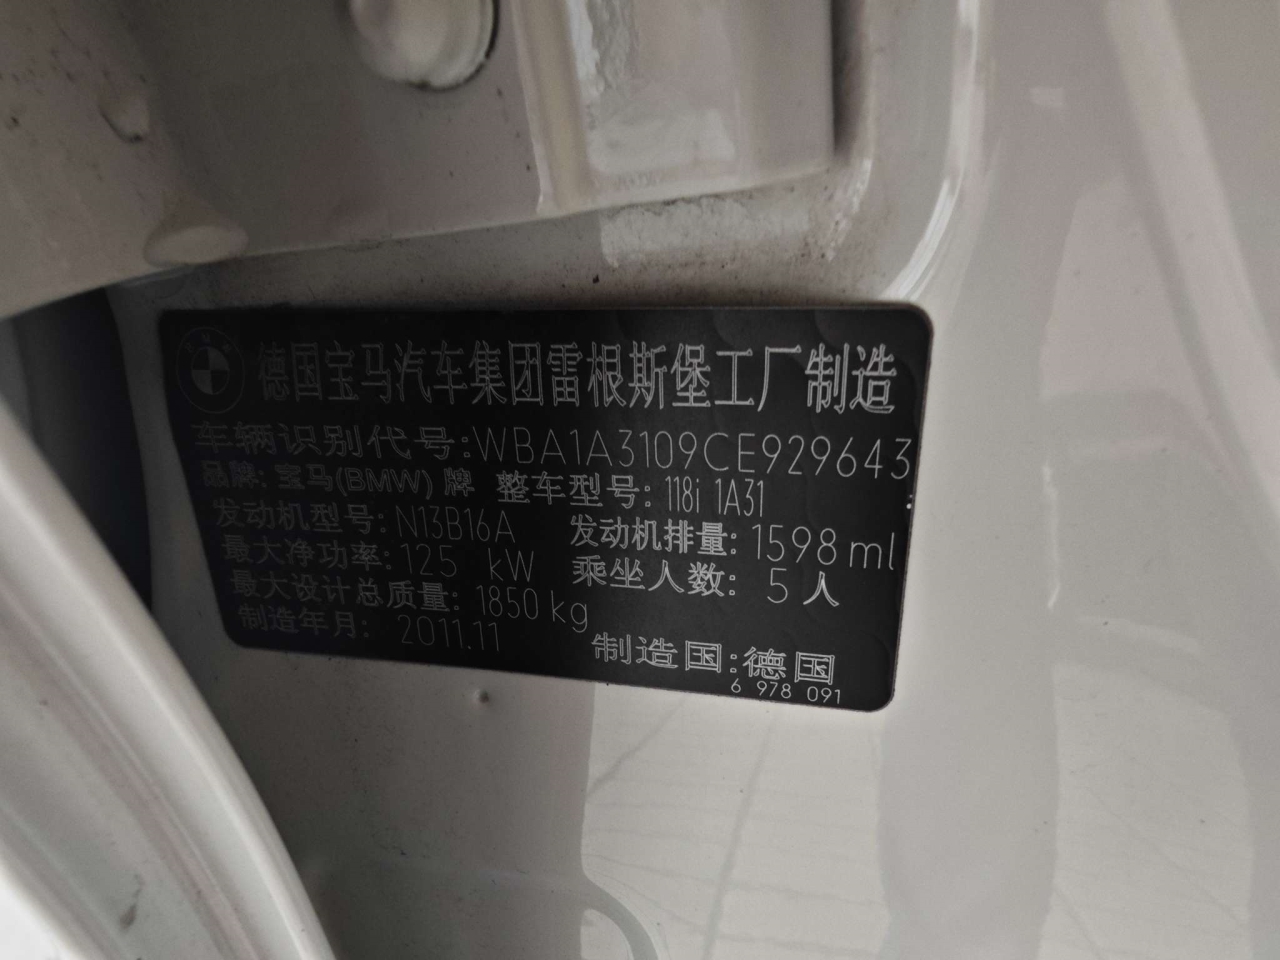 德国宝马汽车集团雷根斯堡工厂制造
车辆识别代号:WBA1A3109CE929643
品牌: 宝马(BMW)牌 整车型号: 118i 1A31
发动机型号: N13B16A 发动机排量: 1598 ml
最大净功率: 125 kW 乘坐人数: 5 人
最大设计总质量: 1850 kg
制造年月: 2011.11 制造国:德国
6 978 091